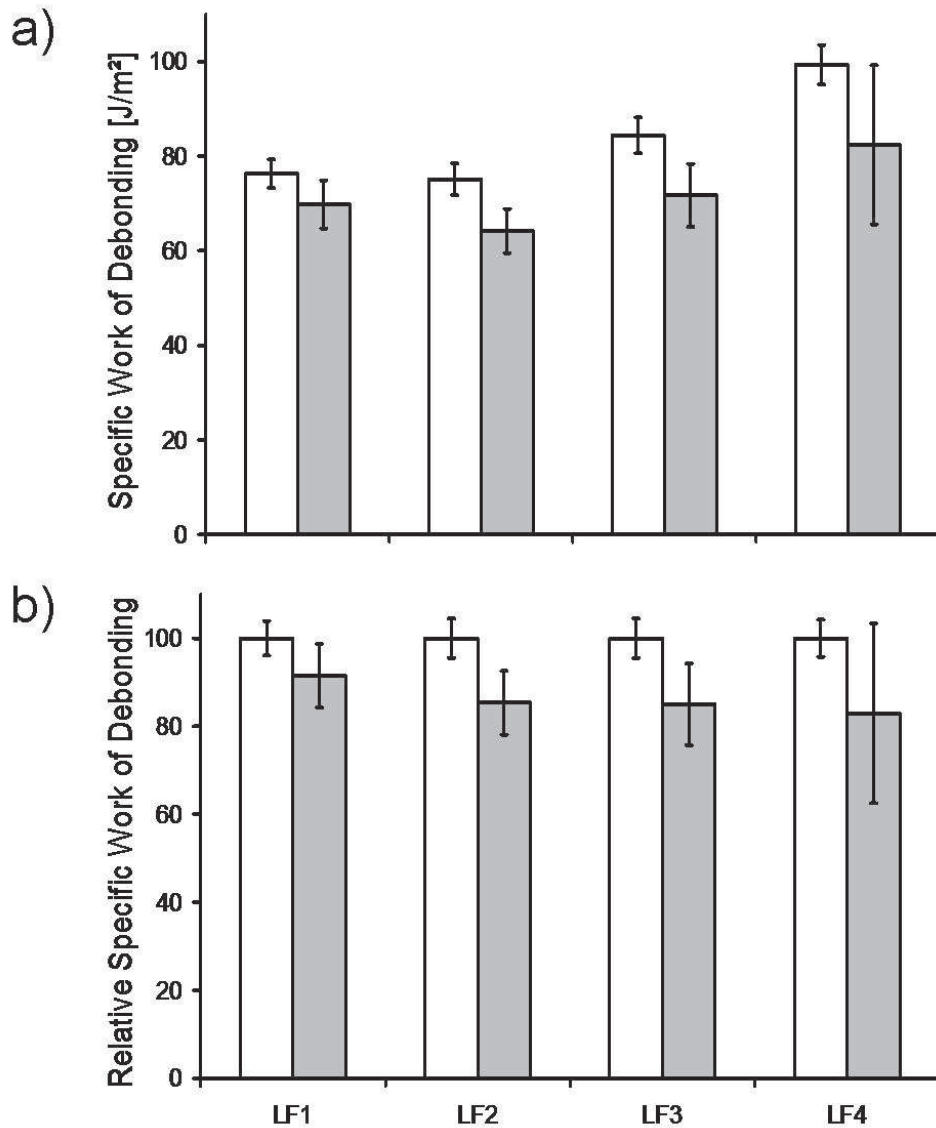 a)
Specific Work of Debonding [J/m²]
100
80
60
40
20
0
b)
Relative Specific Work of Debonding
100
80
60
40
20
0
LF1 LF2 LF3 LF4